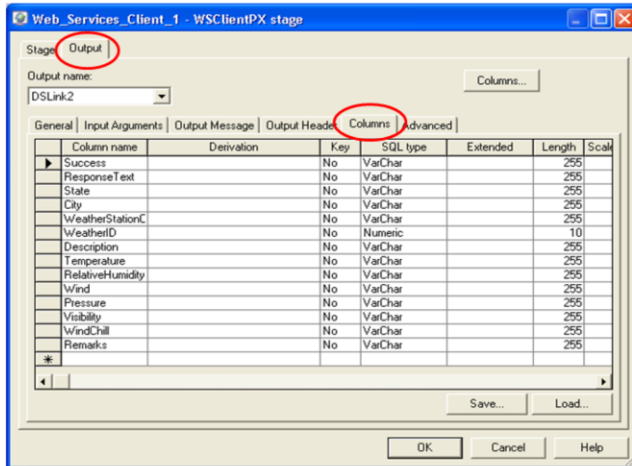 Web_Services_Client_1 - WSClientPX stage
Stage Output
Output name:
Columns...
DSLink2
General Input Arguments Output Message Output Header Columns Advanced
Column name Derivation Key SQL type Extended Length Scale
Success No VarChar 255
ResponseText No VarChar 255
State No VarChar 255
City No VarChar 255
WeatherStationC No VarChar 255
WeatherID No Numeric 10
Description No VarChar 255
Temperature No VarChar 255
RelativeHumidity No VarChar 255
Wind No VarChar 255
Pressure No VarChar 255
Visibility No VarChar 255
WindChill No VarChar 255
Remarks No VarChar 255
Save... Load...
OK Cancel Help